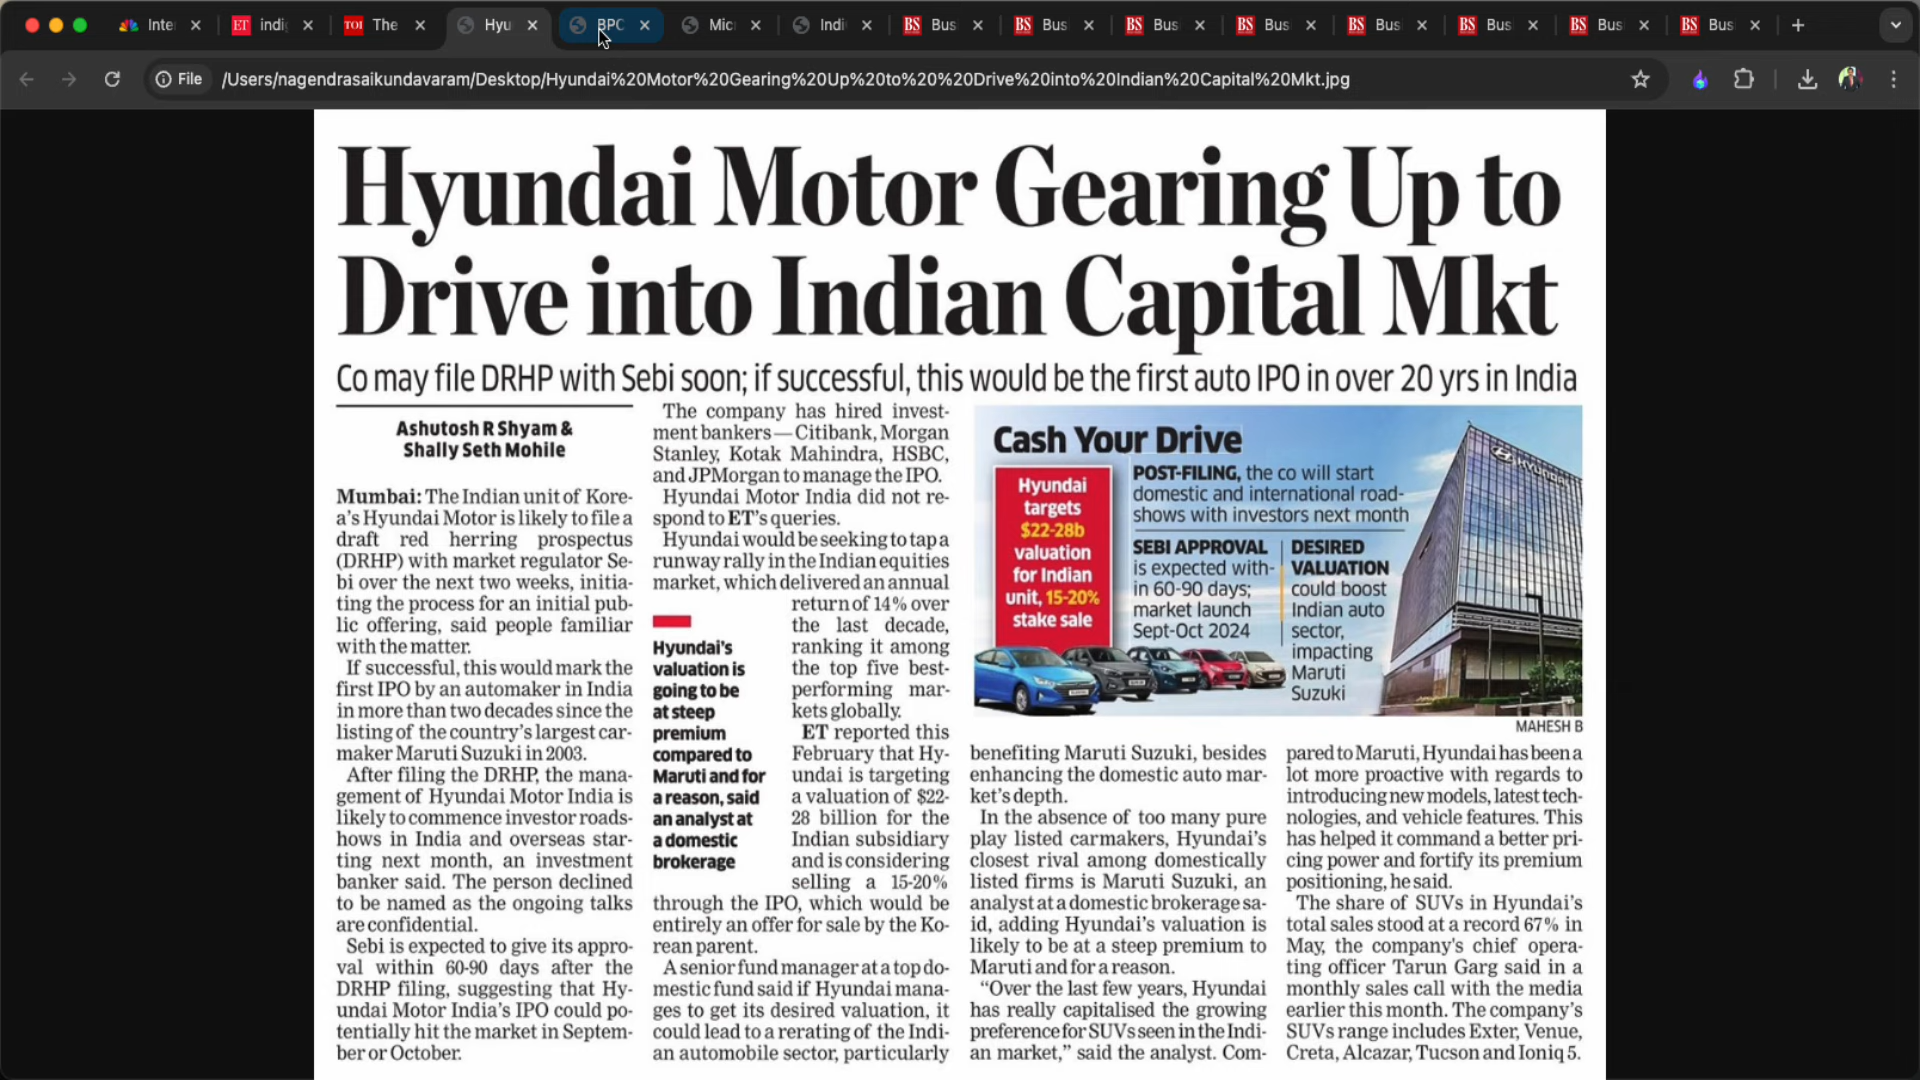 Inte
indi
The
Hyu
BPC
Mic
Indi
BS Bus
BS Bus
BS Bus
BS Bus
BS Bus
BS Bus
BS Bus
BS Bus
ET
TOI
File /Users/nagendrasaikundavaram/Desktop/Hyundai%20Motor%20Gearing%20Up%20to%20%20Drive%20into%20Indian%20Capital%20Mkt.jpg
Hyundai Motor Gearing Up to
Drive into Indian Capital Mkt
Co may file DRHP with Sebi soon; if successful, this would be the first auto IPO in over 20 yrs in India
Ashutosh R Shyam &
Shally Seth Mohile
Mumbai: The Indian unit of Kore-
a's Hyundai Motor is likely to file a
draft red herring prospectus
(DRHP) with market regulator Se-
bi over the next two weeks, initia-
ting the process for an initial pub-
lic offering, said people familiar
with the matter.
If successful, this would mark the
first IPO by an automaker in India
in more than two decades since the
listing of the country's largest car-
maker Maruti Suzuki in 2003.
After filing the DRHP, the mana-
gement of Hyundai Motor India is
likely to commence investor roads-
hows in India and overseas star-
ting next month, an investment
banker said. The person declined
to be named as the ongoing talks
are confidential.
Sebi is expected to give its appro-
val within 60-90 days after the
DRHP filing, suggesting that Hy-
undai Motor India's IPO could po-
tentially hit the market in Septem-
ber or October.
The company has hired invest-
ment bankers—Citibank, Morgan
Stanley, Kotak Mahindra, HSBC,
and JPMorgan to manage the IPO.
Hyundai Motor India did not re-
spond to ET's queries.
Hyundai would be seeking to tap a
runway rally in the Indian equities
market, which delivered an annual
return of 14% over
the last decade,
ranking it among
the top five best-
performing mar-
kets globally.
ET reported this
February that Hy-
undai is targeting
a valuation of $22-
28 billion for the
Indian subsidiary
and is considering
selling a 15-20%
through the IPO, which would be
entirely an offer for sale by the Ko-
rean parent.
A senior fund manager at a top do-
mestic fund said if Hyundai mana-
ges to get its desired valuation, it
could lead to a rerating of the Indi-
an automobile sector, particularly
Hyundai's
valuation is
going to be
at steep
premium
compared to
Maruti and for
a reason, said
an analyst at
a domestic
brokerage
Cash Your Drive
Hyundai
targets
$22-28b
valuation
for Indian
unit, 15-20%
stake sale
POST-FILING, the co will start
domestic and international road-
shows with investors next month
SEBI APPROVAL
is expected with-
in 60-90 days;
market launch
Sept-Oct 2024
DESIRED
VALUATION
could boost
Indian auto
sector,
impacting
Maruti
Suzuki
HYUNDAI
MAHESH B
benefiting Maruti Suzuki, besides
enhancing the domestic auto mar-
ket's depth.
In the absence of too many pure
play listed carmakers, Hyundai's
closest rival among domestically
listed firms is Maruti Suzuki, an
analyst at a domestic brokerage sa-
id, adding Hyundai's valuation is
likely to be at a steep premium to
Maruti and for a reason.
"Over the last few years, Hyundai
has really capitalised the growing
preference for SUVs seen in the Indi-
an market," said the analyst. Com-
pared to Maruti, Hyundai has been a
lot more proactive with regards to
introducing new models, latest tech-
nologies, and vehicle features. This
has helped it command a better pri-
cing power and fortify its premium
positioning, he said.
The share of SUVs in Hyundai's
total sales stood at a record 67% in
May, the company's chief opera-
ting officer Tarun Garg said in a
monthly sales call with the media
earlier this month. The company's
SUVs range includes Exter, Venue,
Creta, Alcazar, Tucson and Ioniq 5.